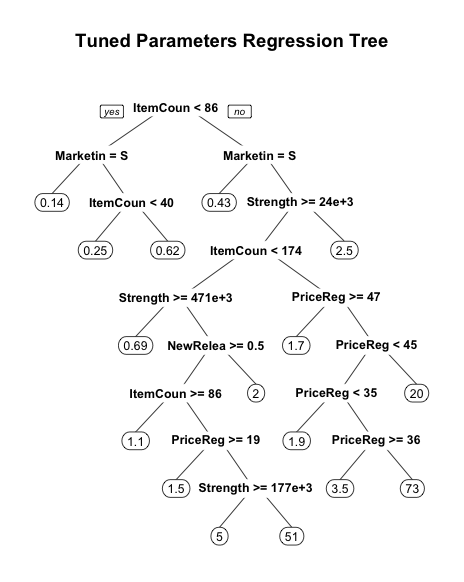 Tuned Parameters Regression Tree
yes ItemCoun < 86 no
Marketin = S Marketin = S
0.14 ItemCoun < 40 0.43 Strength >= 24e+3
0.25 0.62 ItemCoun < 174 2.5
Strength >= 471e+3 PriceReg >= 47
0.69 NewRelea >= 0.5 1.7 PriceReg < 45
ItemCoun >= 86 2 PriceReg < 35 20
1.1 PriceReg >= 19 1.9 PriceReg >= 36
1.5 Strength >= 177e+3 3.5 73
5 51